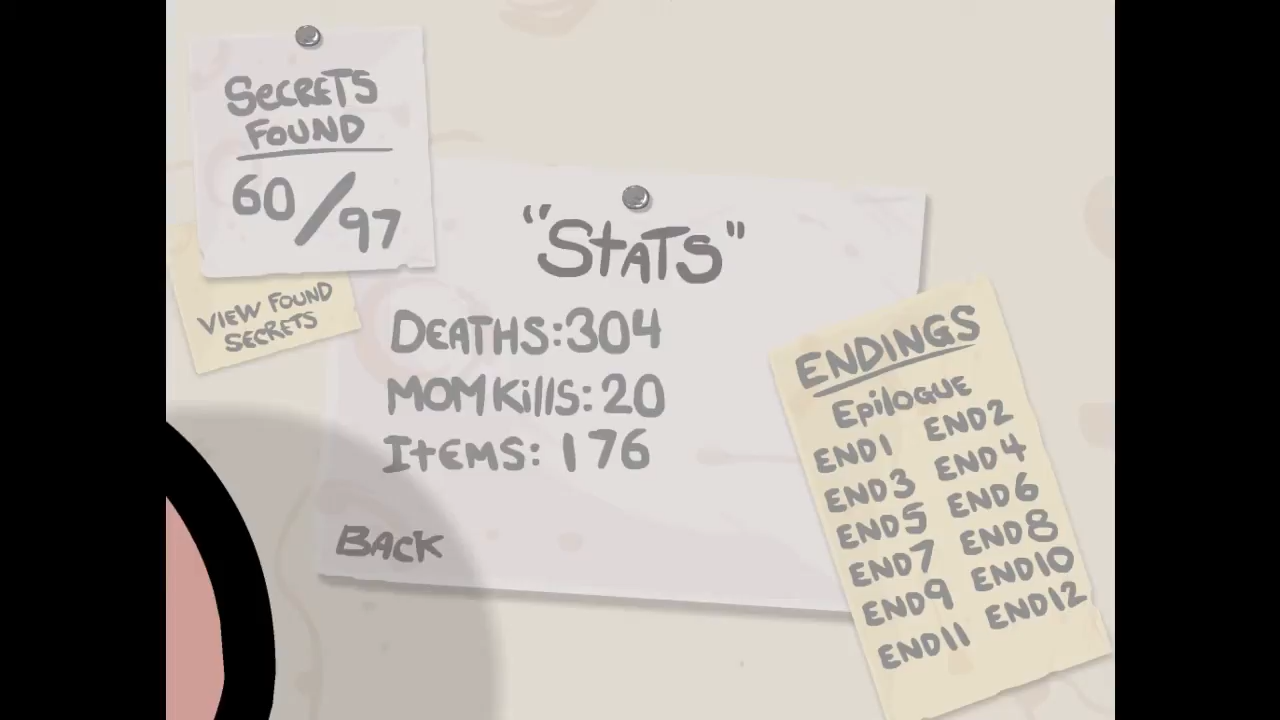 SECRETS
FOUND
60/97
VIEW FOUND
SECRETS
"STATS"
DEATHS:304
MOM Kills:20
ITEMS: 176
BACK
ENDINGS
Epilogue
END1 END2
END3 END4
END5 END6
END7 END8
END9 END10
END11 END12